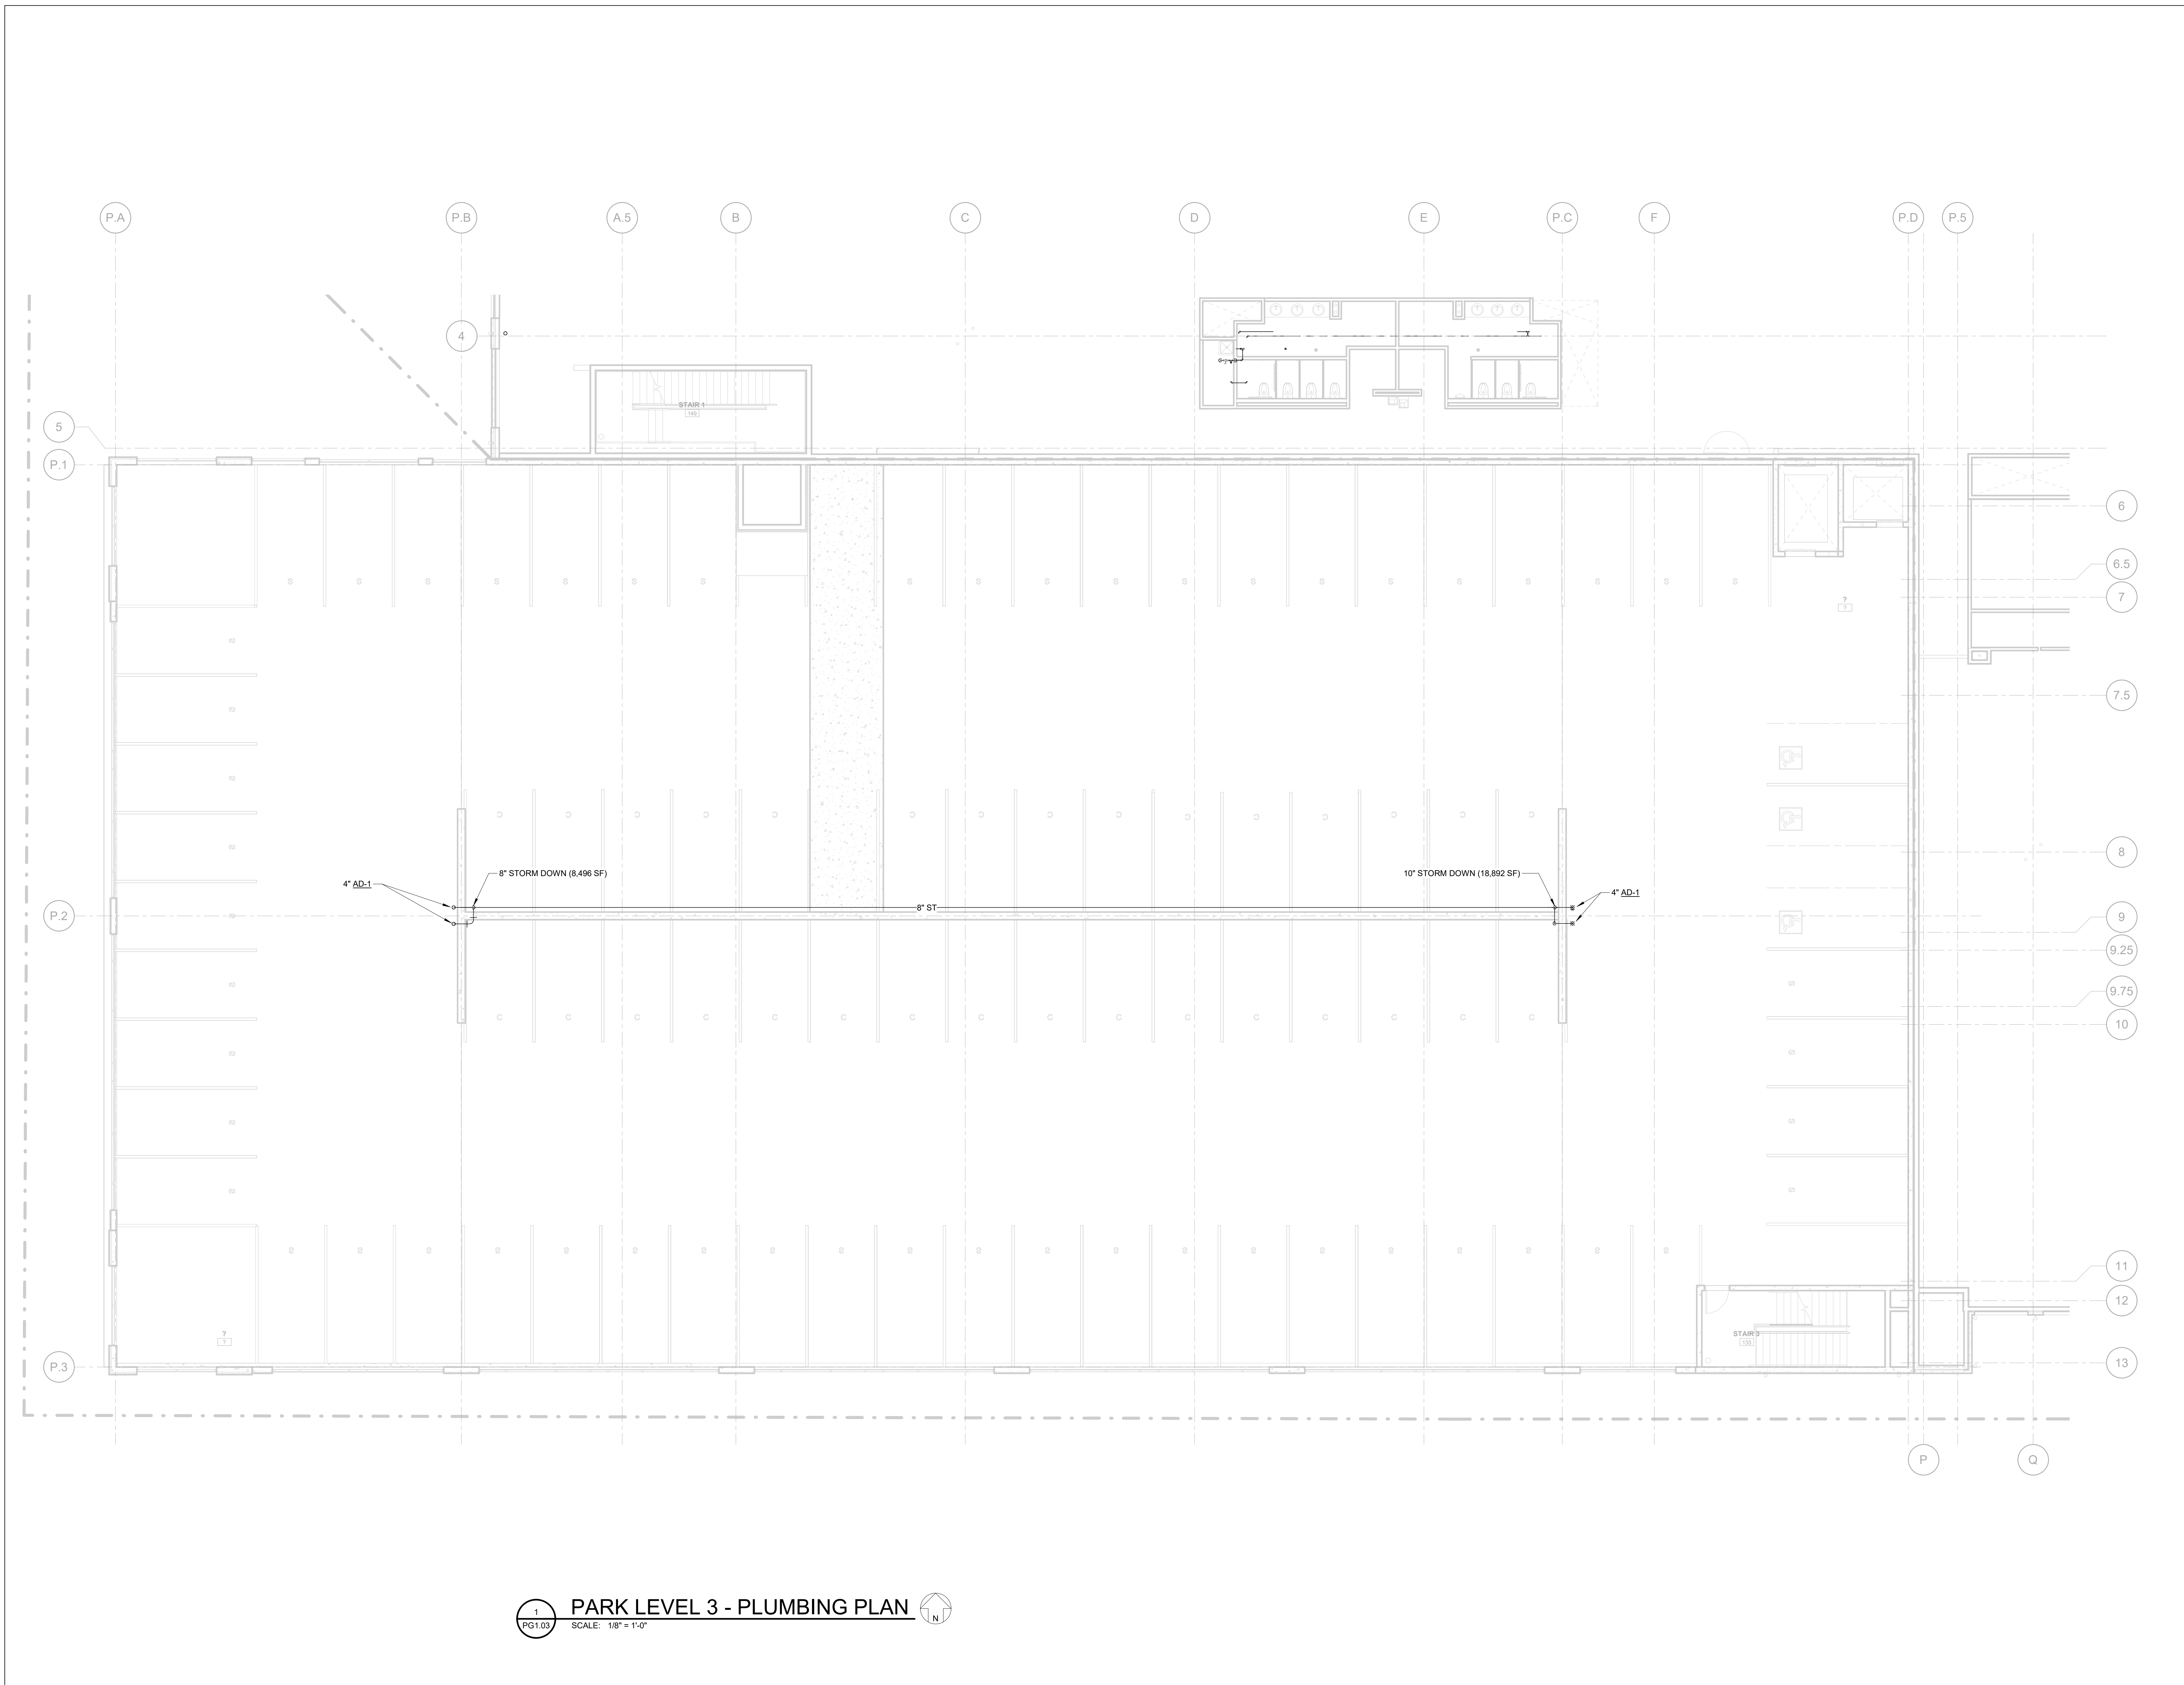 P.A
P.B
A.5
B
C
D
E
P.C
F
P.D
P.5
4
5
P.1
STAIR 1
149
6
6.5
7
7.5
?
?
S S S S S S S S S S S S S S S S S S S S
C C C C C C C C C C C C C C C
8
8" STORM DOWN (8,496 SF)
10" STORM DOWN (18,892 SF)
4" AD-1
4" AD-1
8" ST
P.2
9
9.25
9.75
10
C C C C C C C C C C C C C C C C
11
12
13
?
?
STAIR 3
P.3
P
Q
1
PG1.03
PARK LEVEL 3 - PLUMBING PLAN
SCALE: 1/8" = 1'-0"
N